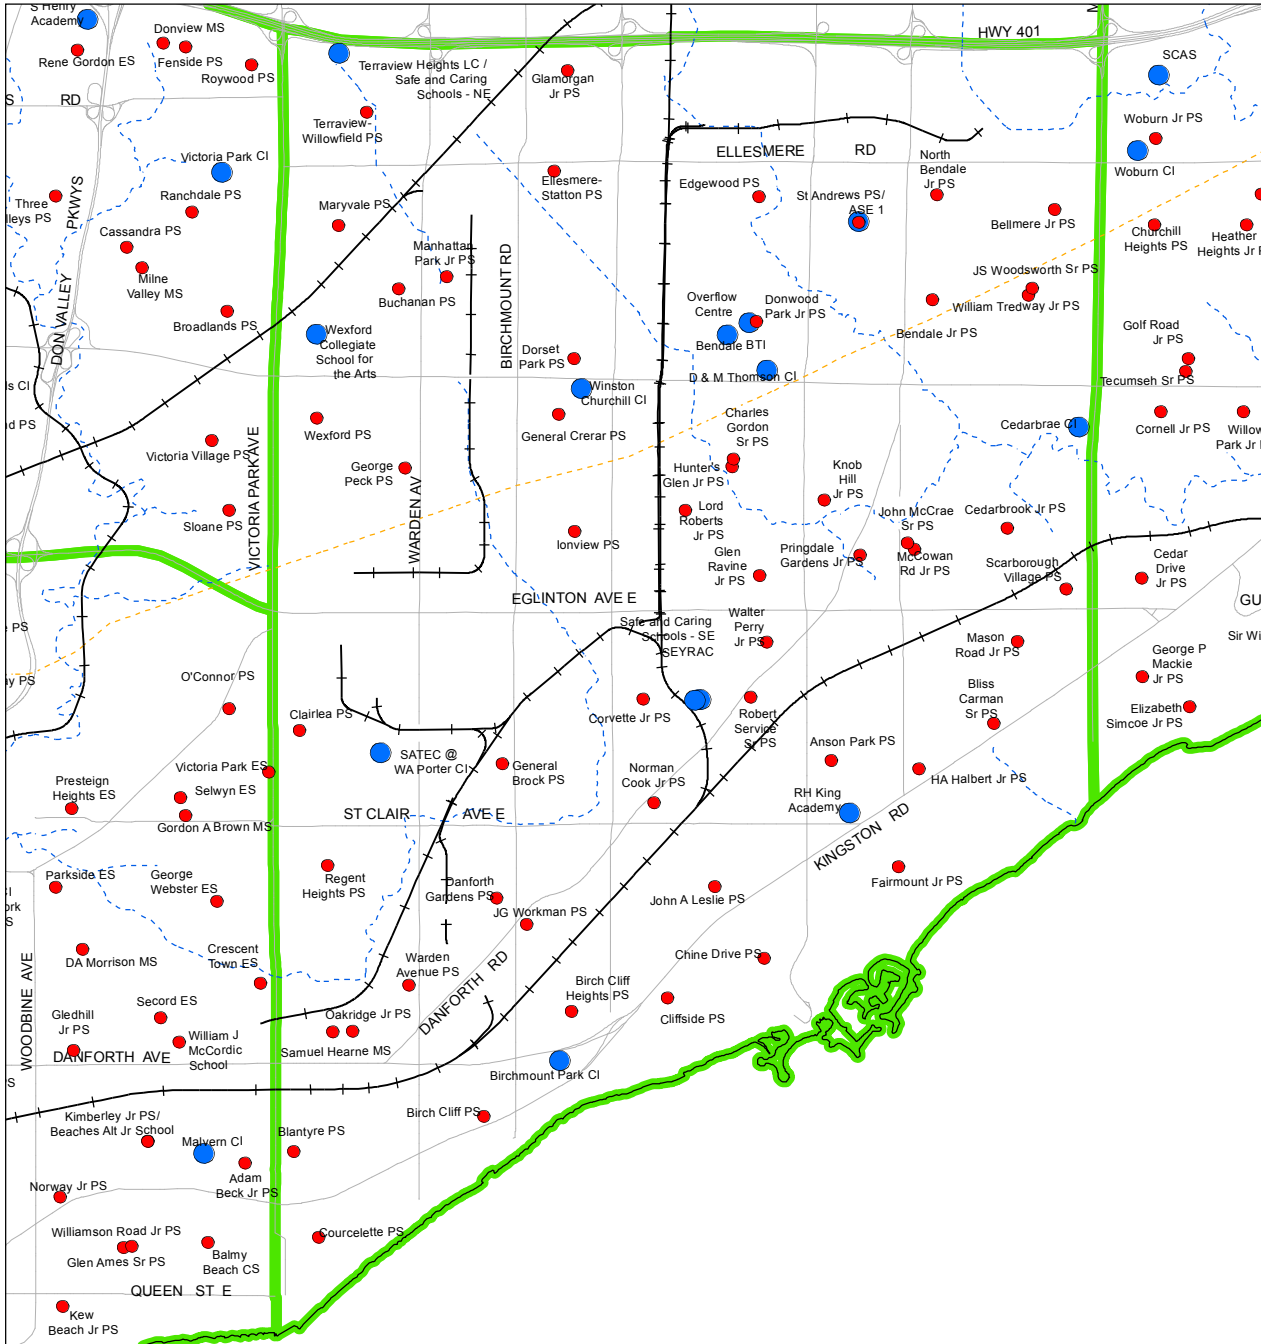 S Henry
Academy
Rene Gordon ES
Donview MS
Fenside PS
Roywood PS
Terraview Heights LC /
Safe and Caring
Schools - NE
Glamorgan
Jr PS
HWY 401
SCAS
S RD
Terraview-
Willowfield PS
Woburn Jr PS
Woburn CI
ELLESMERE RD
Victoria Park CI
Ranchdale PS
Three
lleys PS
Cassandra PS
Milne
Valley MS
Broadlands PS
DON VALLEY PKWYS
Maryvale PS
Manhattan
Park Jr PS
Buchanan PS
Ellesmere-
Statton PS
BIRCHMOUNT RD
Edgewood PS
St Andrews PS/
ASE 1
North
Bendale
Jr PS
Bellmere Jr PS
Churchill
Heights PS
Heather
Heights Jr P
JS Woodsworth Sr PS
William Tredway Jr PS
Bendale Jr PS
Overflow
Centre
Donwood
Park Jr PS
Bendale BTI
D & M Thomson CI
Golf Road
Jr PS
Tecumseh Sr PS
Wexford
Collegiate
School for
the Arts
Dorset
Park PS
Winston
Churchill CI
General Crerar PS
ls CI
d PS
Victoria Village PS
VICTORIA PARK AVE
Wexford PS
George
Peck PS
WARDEN AV
Charles
Gordon
Sr PS
Hunter's
Glen Jr PS
Cedarbrae CI
Cornell Jr PS
Willow
Park Jr
Sloane PS
Ionview PS
Lord
Roberts
Jr PS
Knob
Hill
Jr PS
John McCrae
Sr PS
McCowan
Rd Jr PS
Cedarbrook Jr PS
Glen
Ravine
Jr PS
Pringdale
Gardens Jr PS
Scarborough
Village PS
Cedar
Drive
Jr PS
EGLINTON AVE E
GU
Sir Wi
PS
y PS
Safe and Caring
Schools - SE
SEYRAC
Walter
Perry
Jr PS
Mason
Road Jr PS
George P
Mackie
Jr PS
Elizabeth
Simcoe Jr PS
Bliss
Carman
Sr PS
O'Connor PS
Clairlea PS
Corvette Jr PS
Robert
Service
Sr PS
Anson Park PS
HA Halbert Jr PS
Victoria Park ES
Selwyn ES
Presteign
Heights ES
Gordon A Brown MS
SATEC @
WA Porter CI
General
Brock PS
Norman
Cook Jr PS
RH King
Academy
ST CLAIR AVE E
KINGSTON RD
Parkside ES
George
Webster ES
Regent
Heights PS
Danforth
Gardens PS
JG Workman PS
John A Leslie PS
Fairmount Jr PS
CI
ork
S
WOODBINE AVE
DA Morrison MS
Crescent
Town ES
Warden
Avenue PS
DANFORTH RD
Chine Drive PS
Birch Cliff
Heights PS
Cliffside PS
Secord ES
Gledhill
Jr PS
William J
McCordic
School
Oakridge Jr PS
Samuel Hearne MS
DANFORTH AVE
S
Birchmount Park CI
Kimberley Jr PS/
Beaches Alt Jr School
Malvern CI
Blantyre PS
Birch Cliff PS
Adam
Beck Jr PS
Norway Jr PS
Williamson Road Jr PS
Glen Ames Sr PS
Balmy
Beach CS
Courcelette PS
QUEEN ST E
Kew
Beach Jr PS